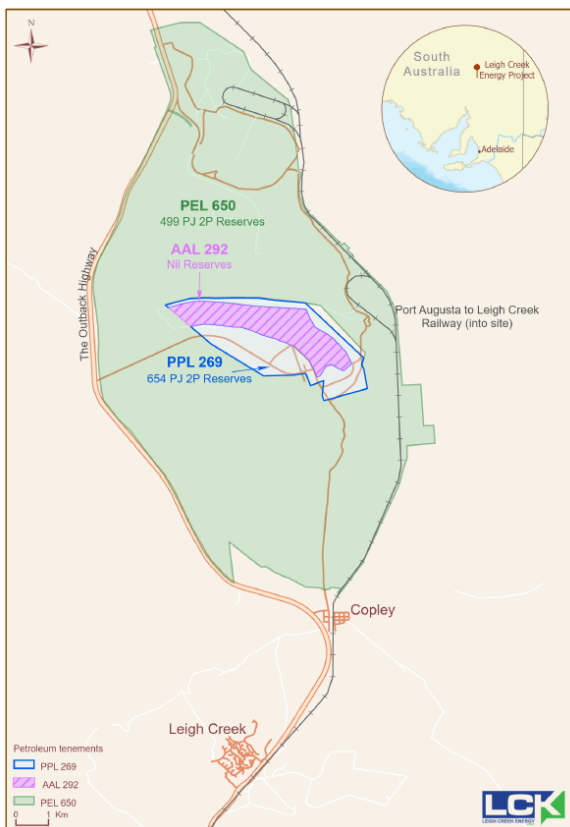 N
South
Australia
Leigh Creek
Energy Project
Adelaide
PEL 650
499 PJ 2P Reserves
AAL 292
Nil Reserves
The Outback Highway
Port Augusta to Leigh Creek
Railway (into site)
PPL 269
654 PJ 2P Reserves
Copley
Leigh Creek
Petroleum tenements
PPL 269
AAL 292
PEL 650
0 1 Km
LCK
LEIGH CREEK ENERGY